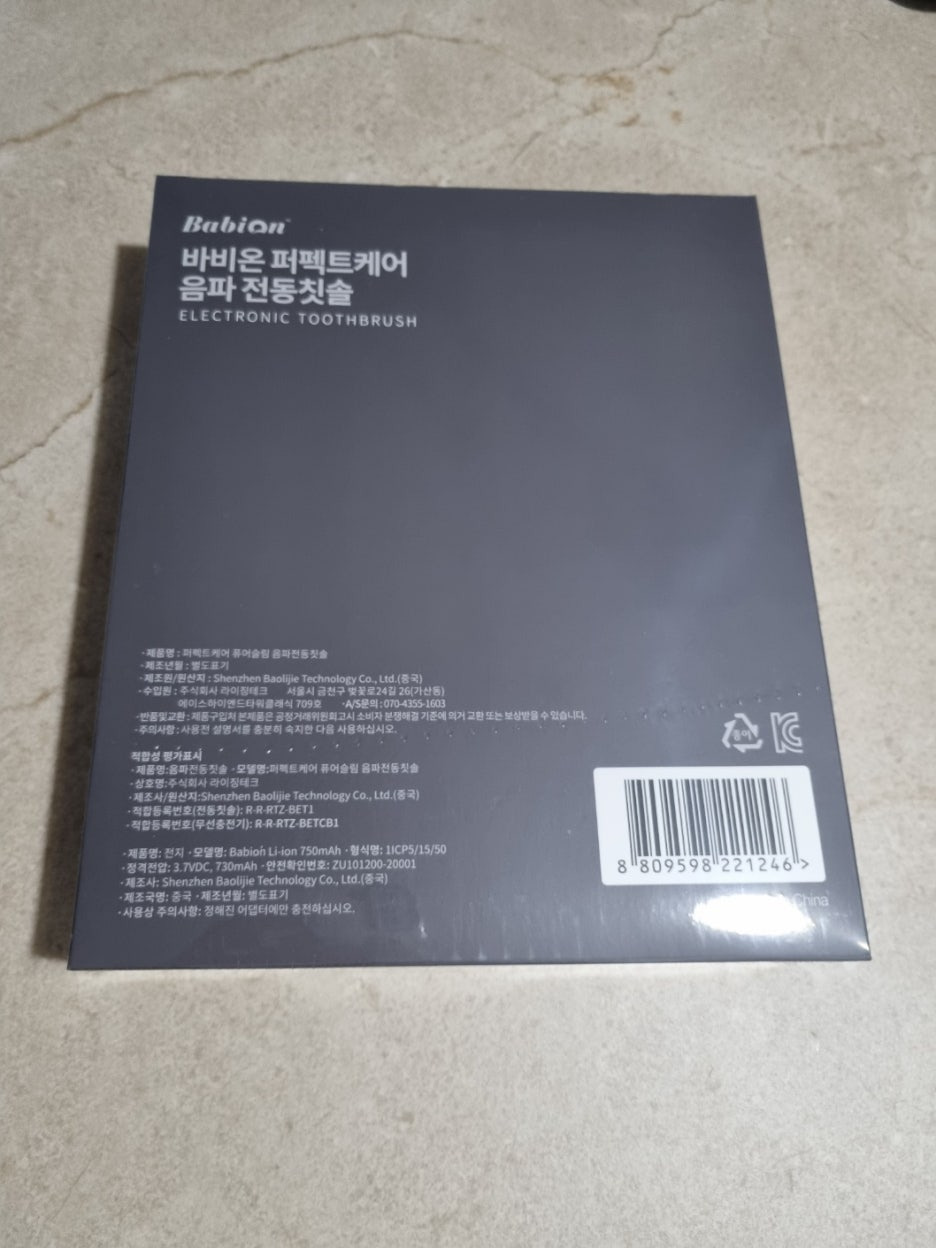 Babion
바비온 퍼펙트케어
음파 전동칫솔
ELECTRONIC TOOTHBRUSH
·제품명 : 퍼펙트케어 퓨어슬림 음파전동칫솔
·제조년월 : 별도표기
·제조원/원산지 : Shenzhen Baolijie Technology Co., Ltd.(중국)
·수입원 : 주식회사 라이징테크 서울시 금천구 벚꽃로24길 26(가산동)
에이스하이엔드타워클래식 709호 ·A/S문의 : 070-4355-1603
·반품및교환 : 제품구입처 본제품은 공정거래위원회고시 소비자 분쟁해결 기준에 의거 교환 또는 보상받을 수 있습니다.
·주의사항 : 사용전 설명서를 충분히 숙지한 다음 사용하십시오.
종이
적합성 평가표시
·제품명:음파전동칫솔 ·모델명:퍼펙트케어 퓨어슬림 음파전동칫솔
·상호명:주식회사 라이징테크
·제조사/원산지:Shenzhen Baolijie Technology Co., Ltd.(중국)
·적합등록번호(전동칫솔): R-R-RTZ-BET1
·적합등록번호(무선충전기): R-R-RTZ-BETCB1
·제품명: 전지 ·모델명: Babion Li-ion 750mAh ·형식명: 1ICP5/15/50
·정격전압: 3.7VDC, 730mAh ·안전확인번호: ZU101200-20001
·제조사: Shenzhen Baolijie Technology Co., Ltd.(중국)
·제조국명: 중국 ·제조년월: 별도표기
·사용상 주의사항: 정해진 어댑터에만 충전하십시오.
8 809598 221246 >
China